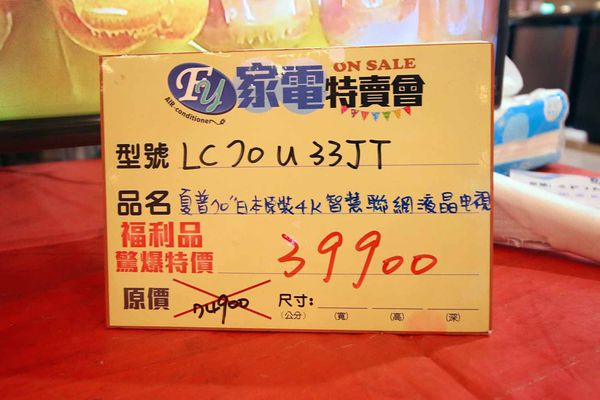 ON SALE
FY 家電特賣會
AIR-conditioner
型號 LC70U33JT
品名 夏普70"日本原裝4K智慧聯網液晶电視
福利品
驚爆特價 39900
原價 74900 尺寸:
(公分) (寬) (高) (深)